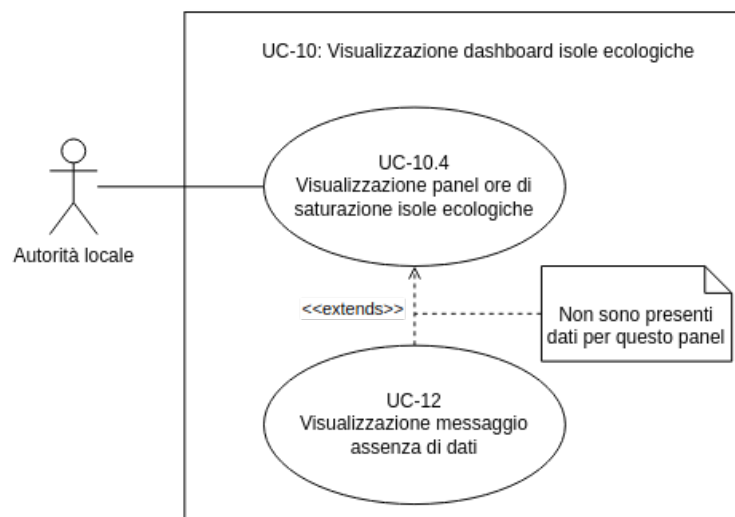 UC-10: Visualizzazione dashboard isole ecologiche
UC-10.4
Visualizzazione panel ore di
saturazione isole ecologiche
Autorità locale
<<extends>>
Non sono presenti
dati per questo panel
UC-12
Visualizzazione messaggio
assenza di dati